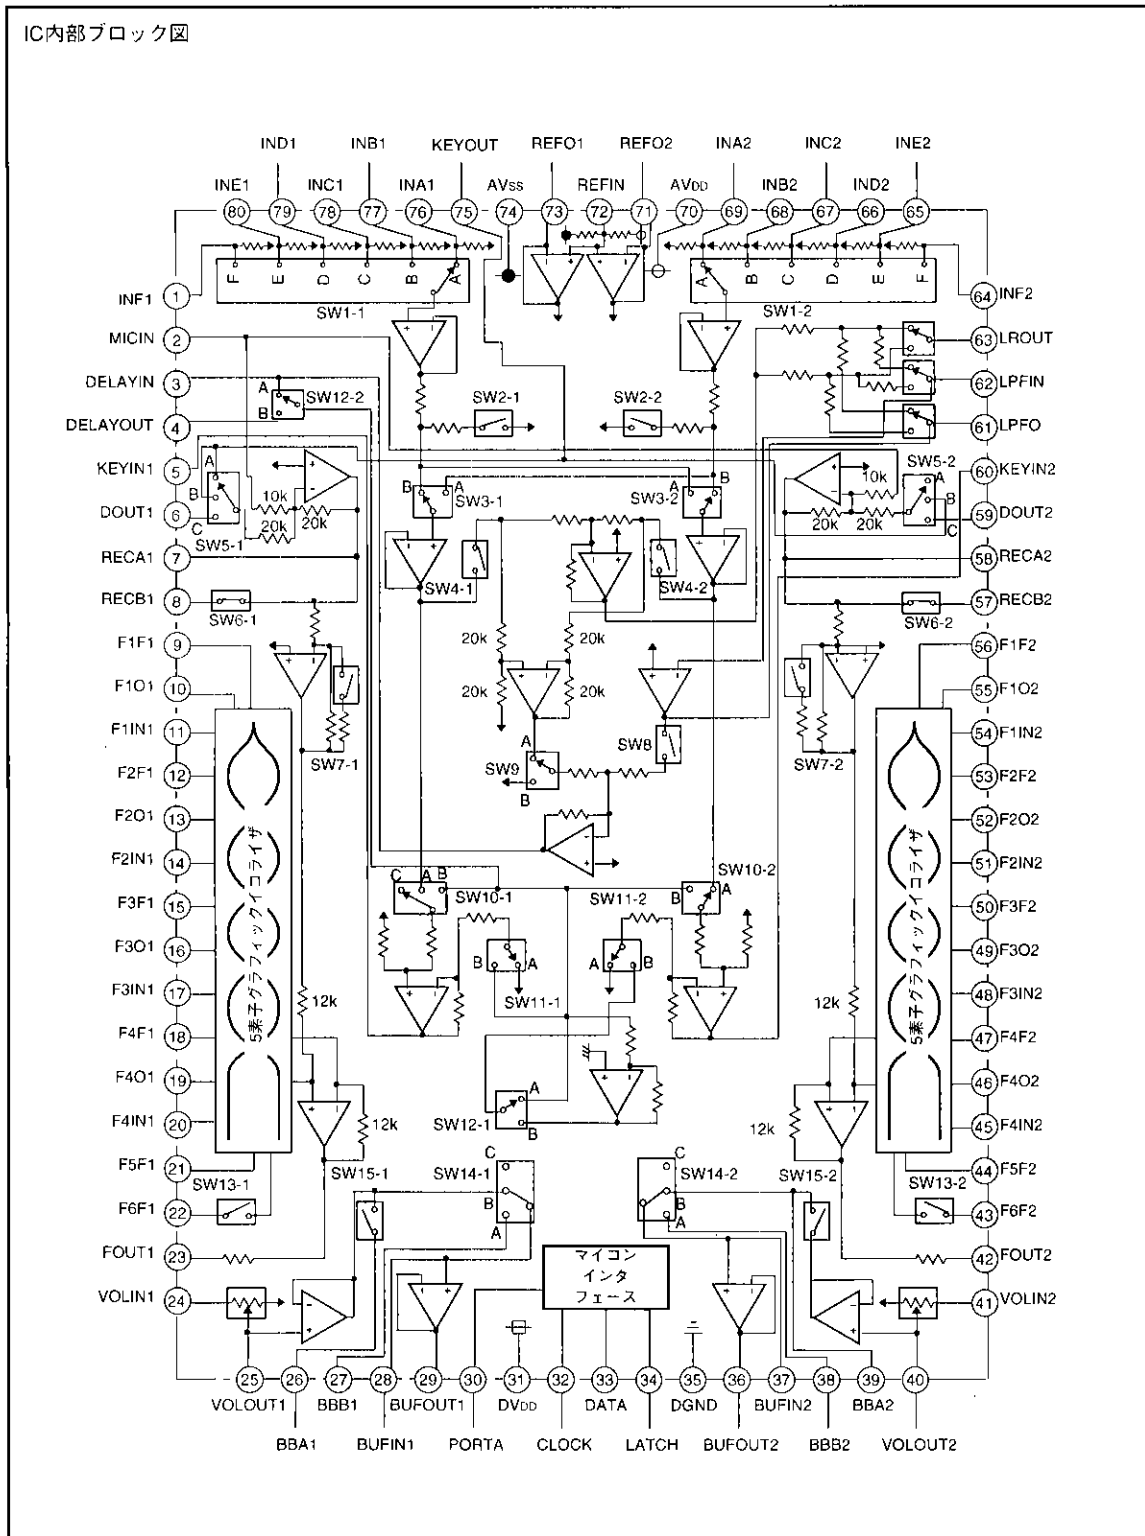 IC内部ブロック図
IND1 INB1 KEYOUT REFO1 REFO2 INA2 INC2 INE2
INE1 INC1 INA1 AVSS REFIN AVDD INB2 IND2
80 79 78 77 76 75 74 73 72 71 70 69 68 67 66 65
F E D C B A
A B C D E F
SW1-1 SW1-2
INF1 1
64 INF2
MICIN 2
63 LROUT
DELAYIN 3
A B SW12-2
62 LPFIN
SW2-1 SW2-2
DELAYOUT 4
61 LPFO
KEYIN1 5
60 KEYIN2
A B C SW5-1
10k 20k 20k
B A SW3-1
A B SW3-2
10k 20k 20k
SW5-2 A B C
DOUT1 6
59 DOUT2
RECA1 7
58 RECA2
SW4-1 SW4-2
RECB1 8
57 RECB2
SW6-1 SW6-2
20k 20k
20k 20k
F1F1 9
56 F1F2
F1O1 10
55 F1O2
F1IN1 11
54 F1IN2
SW7-1 SW9 A B SW8 SW7-2
F2F1 12
53 F2F2
F2O1 13
52 F2O2
F2IN1 14
51 F2IN2
C A B SW10-1 SW11-2 SW10-2 B A
F3F1 15
50 F3F2
F3O1 16
49 F3O2
5素子グラフィックイコライザ
5素子グラフィックイコライザ
B A SW11-1
A B
F3IN1 17
48 F3IN2
12k 12k
F4F1 18
47 F4F2
F4O1 19
46 F4O2
F4IN1 20
45 F4IN2
12k SW12-1 A B 12k
F5F1 21
44 F5F2
SW13-1 SW15-1 SW14-1 C B A
C B A SW14-2 SW15-2 SW13-2
F6F1 22
43 F6F2
FOUT1 23
42 FOUT2
マイコン
インタ
フェース
VOLIN1 24
41 VOLIN2
25 26 27 28 29 30 31 32 33 34 35 36 37 38 39 40
VOLOUT1 BBB1 BUFOUT1 DVDD DATA DGND BUFIN2 BBA2
BBA1 BUFIN1 PORTA CLOCK LATCH BUFOUT2 BBB2 VOLOUT2